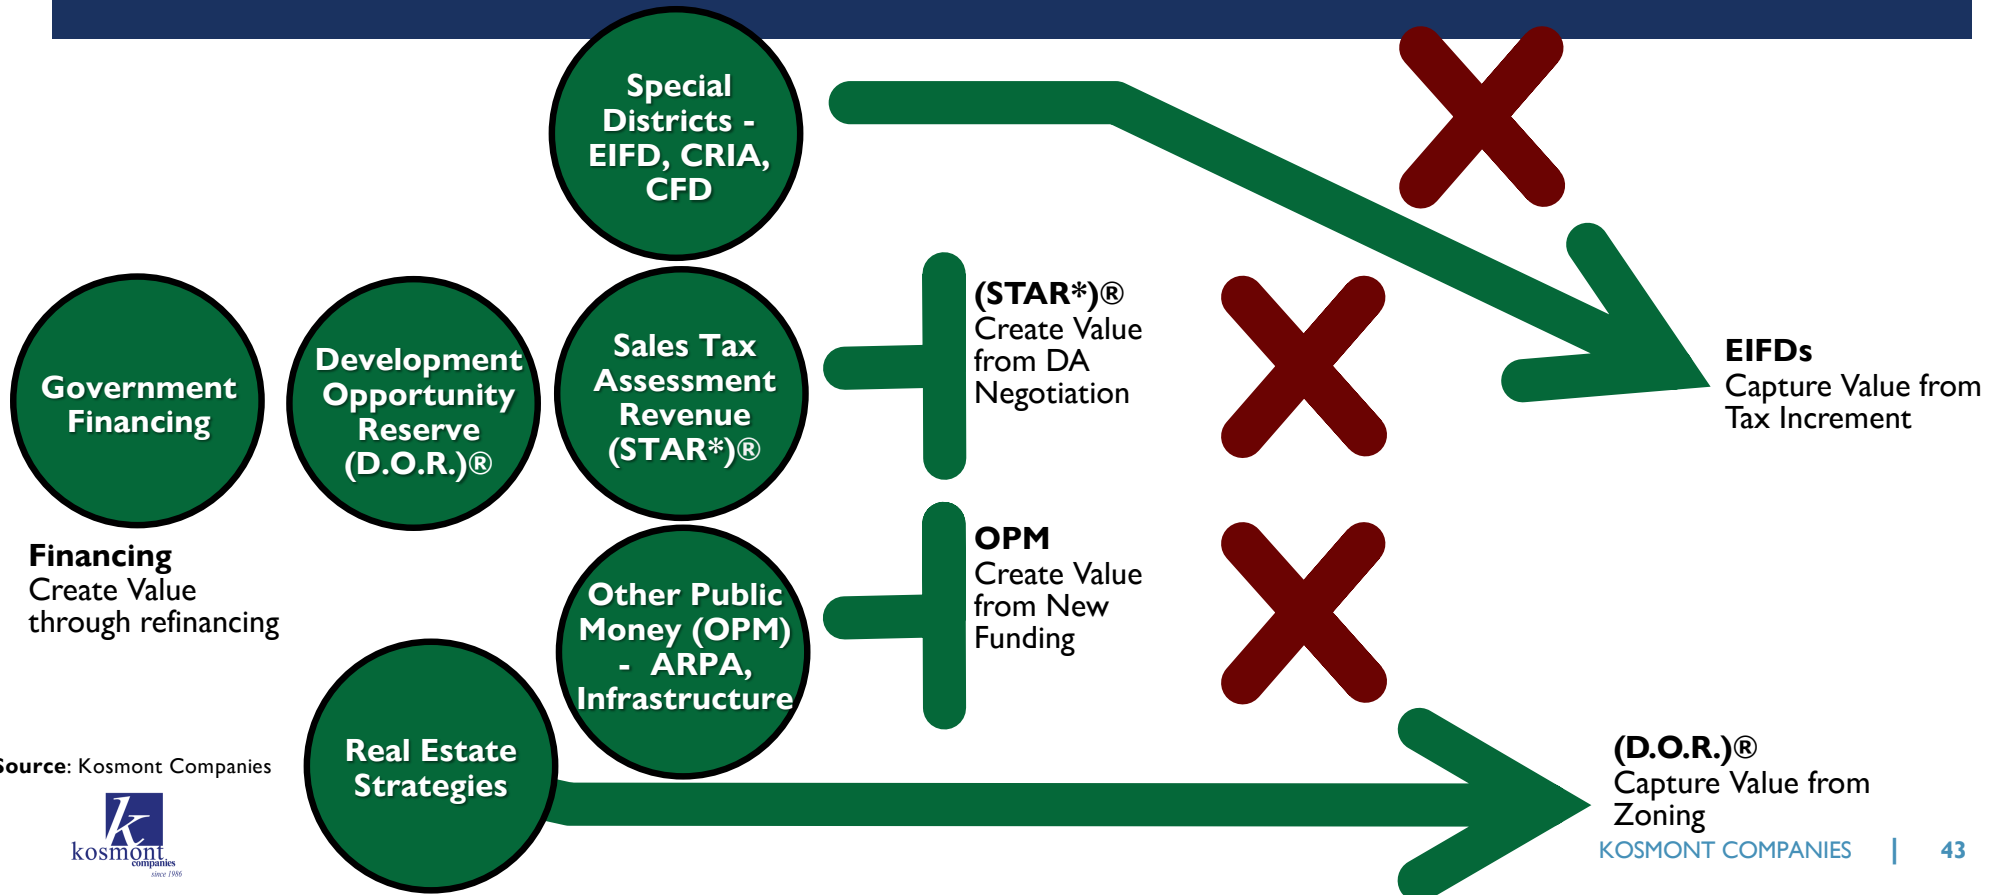 Special
Districts -
EIFD, CRIA,
CFD
Government
Financing
Development
Opportunity
Reserve
(D.O.R.)®
Sales Tax
Assessment
Revenue
(STAR*)®
(STAR*)®
Create Value
from DA
Negotiation
EIFDs
Capture Value from
Tax Increment
Financing
Create Value
through refinancing
Other Public
Money (OPM)
- ARPA,
Infrastructure
OPM
Create Value
from New
Funding
Real Estate
Strategies
(D.O.R.)®
Capture Value from
Zoning
Source: Kosmont Companies
k
kosmont
companies
since 1986
KOSMONT COMPANIES | 43